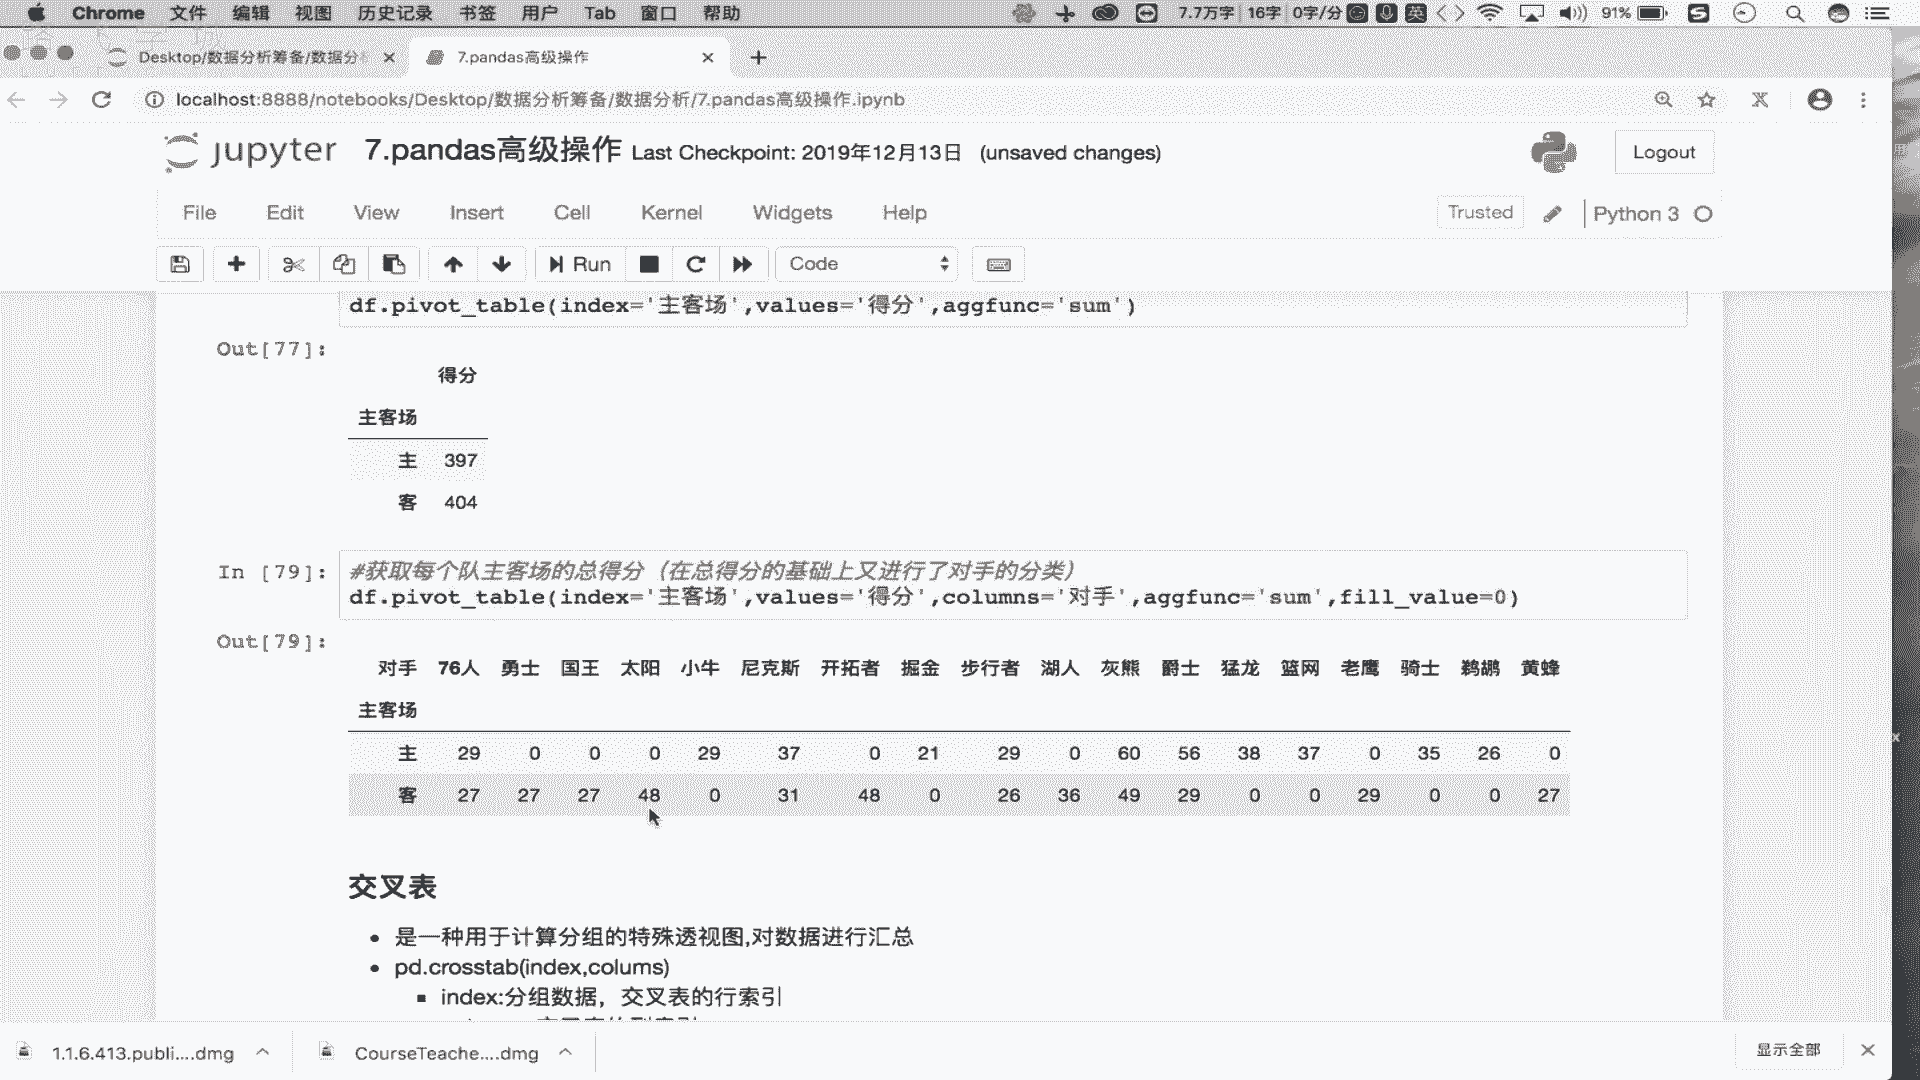 Chrome 文件 编辑 视图 历史记录 书签 用户 Tab 窗口 帮助 7.7万字 16字 0字/分 英 91%
Desktop/数据分析筹备/数据分 7.pandas高级操作
localhost:8888/notebooks/Desktop/数据分析筹备/数据分析/7.pandas高级操作.ipynb
jupyter 7.pandas高级操作 Last Checkpoint: 2019年12月13日 (unsaved changes) Logout
File Edit View Insert Cell Kernel Widgets Help Trusted Python 3
Run Code
df.pivot_table(index='主客场',values='得分',aggfunc='sum')
Out[77]:
得分
主客场
主 397
客 404
In [79]: #获取每个队主客场的总得分（在总得分的基础上又进行了对手的分类）
df.pivot_table(index='主客场',values='得分',columns='对手',aggfunc='sum',fill_value=0)
Out[79]:
对手 76人 勇士 国王 太阳 小牛 尼克斯 开拓者 掘金 步行者 湖人 灰熊 爵士 猛龙 篮网 老鹰 骑士 鹈鹕 黄蜂
主客场
主 29 0 0 0 29 37 0 21 29 0 60 56 38 37 0 35 26 0
客 27 27 27 48 0 31 48 0 26 36 49 29 0 0 29 0 0 27
交叉表
是一种用于计算分组的特殊透视图,对数据进行汇总
pd.crosstab(index,colums)
index:分组数据，交叉表的行索引
1.1.6.413.publi....dmg CourseTeache....dmg 显示全部